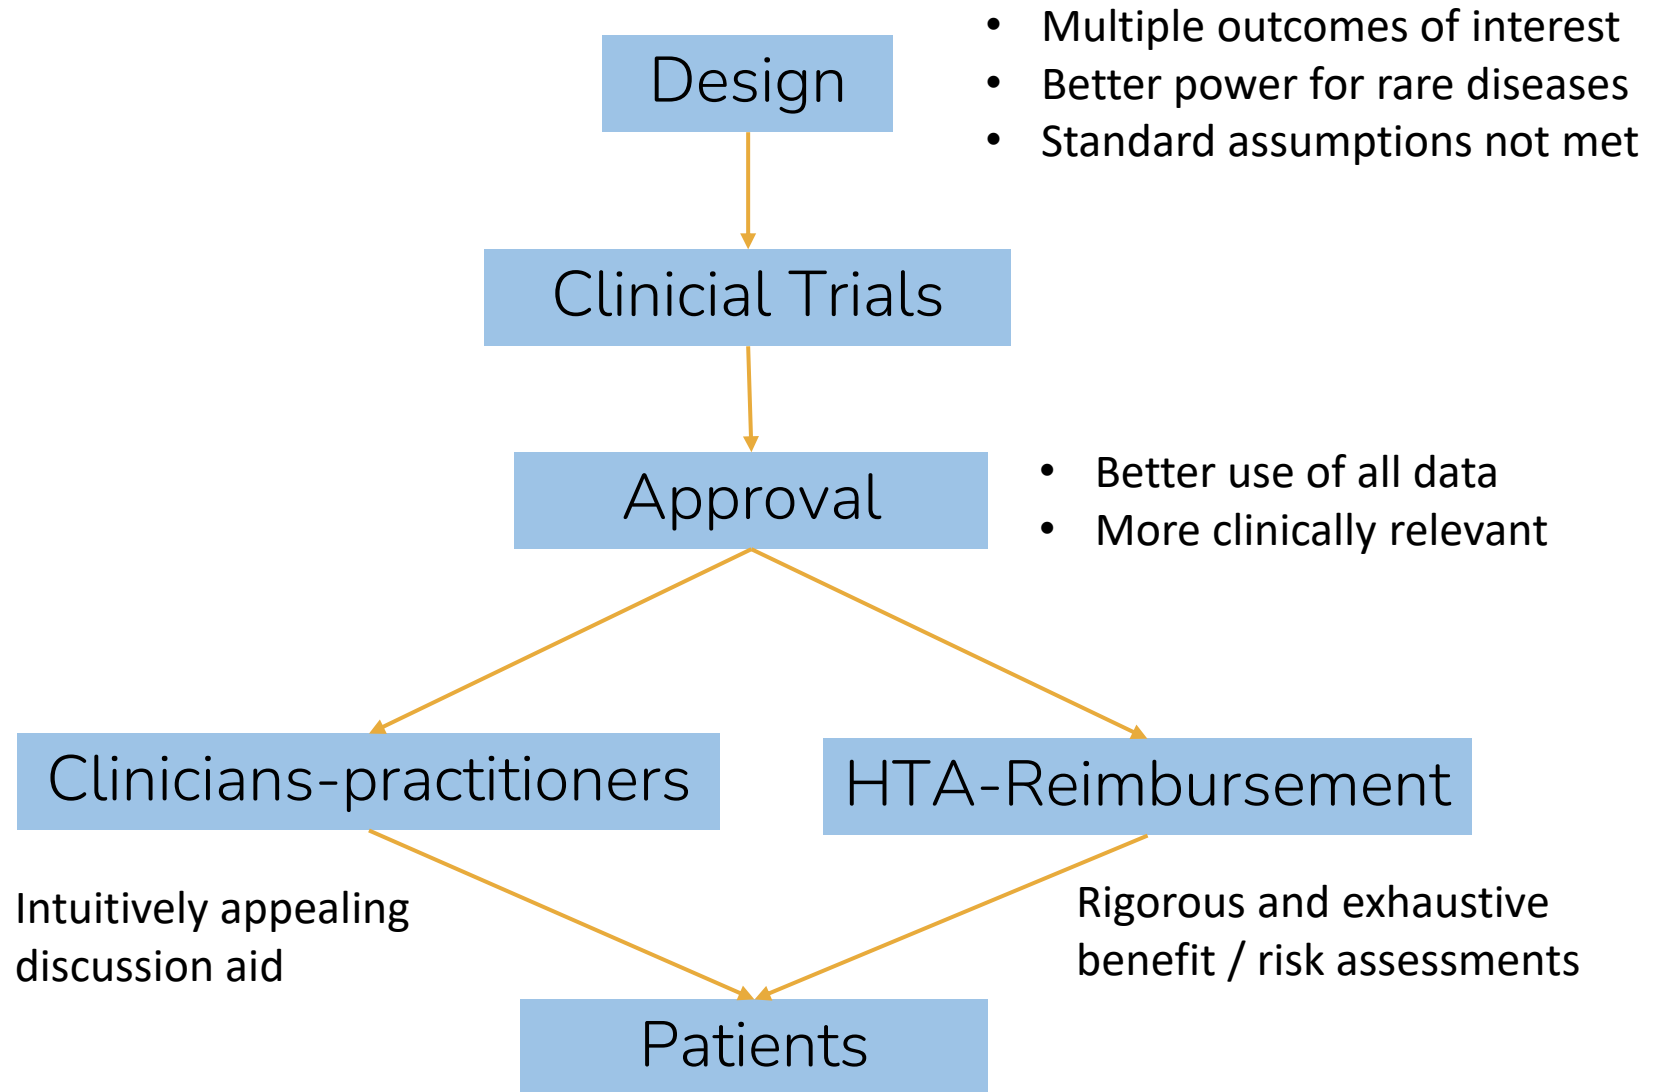 Design
• Multiple outcomes of interest
• Better power for rare diseases
• Standard assumptions not met
Clinicial Trials
Approval
• Better use of all data
• More clinically relevant
Clinicians-practitioners
HTA-Reimbursement
Intuitively appealing
discussion aid
Rigorous and exhaustive
benefit / risk assessments
Patients